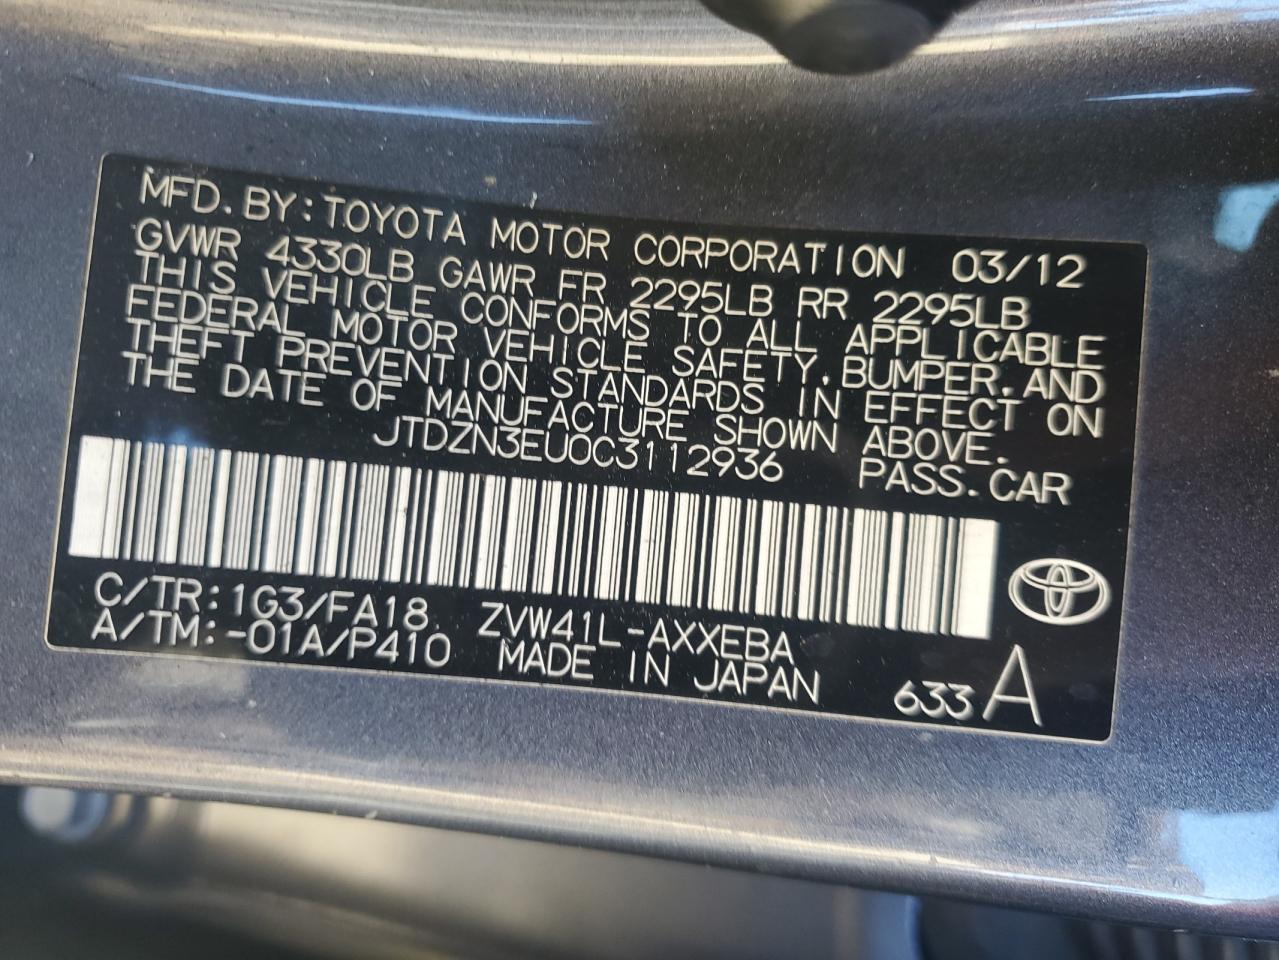 MFD. BY: TOYOTA MOTOR CORPORATION 03/12
GVWR 4330LB GAWR FR 2295LB RR 2295LB
THIS VEHICLE CONFORMS TO ALL APPLICABLE
FEDERAL MOTOR VEHICLE SAFETY, BUMPER, AND
THEFT PREVENTION STANDARDS IN EFFECT ON
THE DATE OF MANUFACTURE SHOWN ABOVE.
JTDZN3EU0C3112936 PASS. CAR
C/TR: 1G3/FA18 ZVW41L-AXXEBA
A/TM: -01A/P410 MADE IN JAPAN 633 A